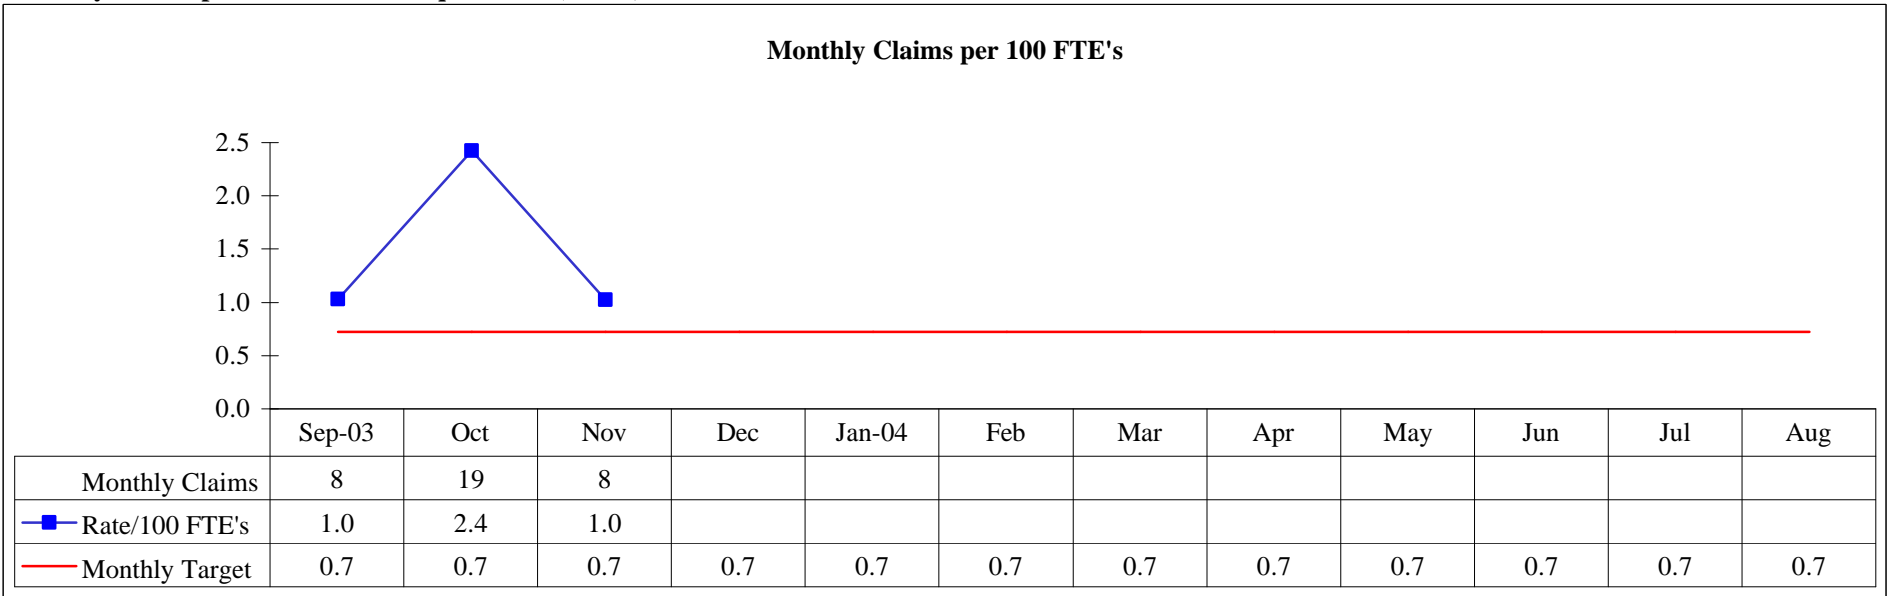 Monthly Claims per 100 FTE's
2.5
2.0
1.5
1.0
0.5
0.0
Sep-03 Oct Nov Dec Jan-04 Feb Mar Apr May Jun Jul Aug
Monthly Claims 8 19 8
Rate/100 FTE's 1.0 2.4 1.0
Monthly Target 0.7 0.7 0.7 0.7 0.7 0.7 0.7 0.7 0.7 0.7 0.7 0.7